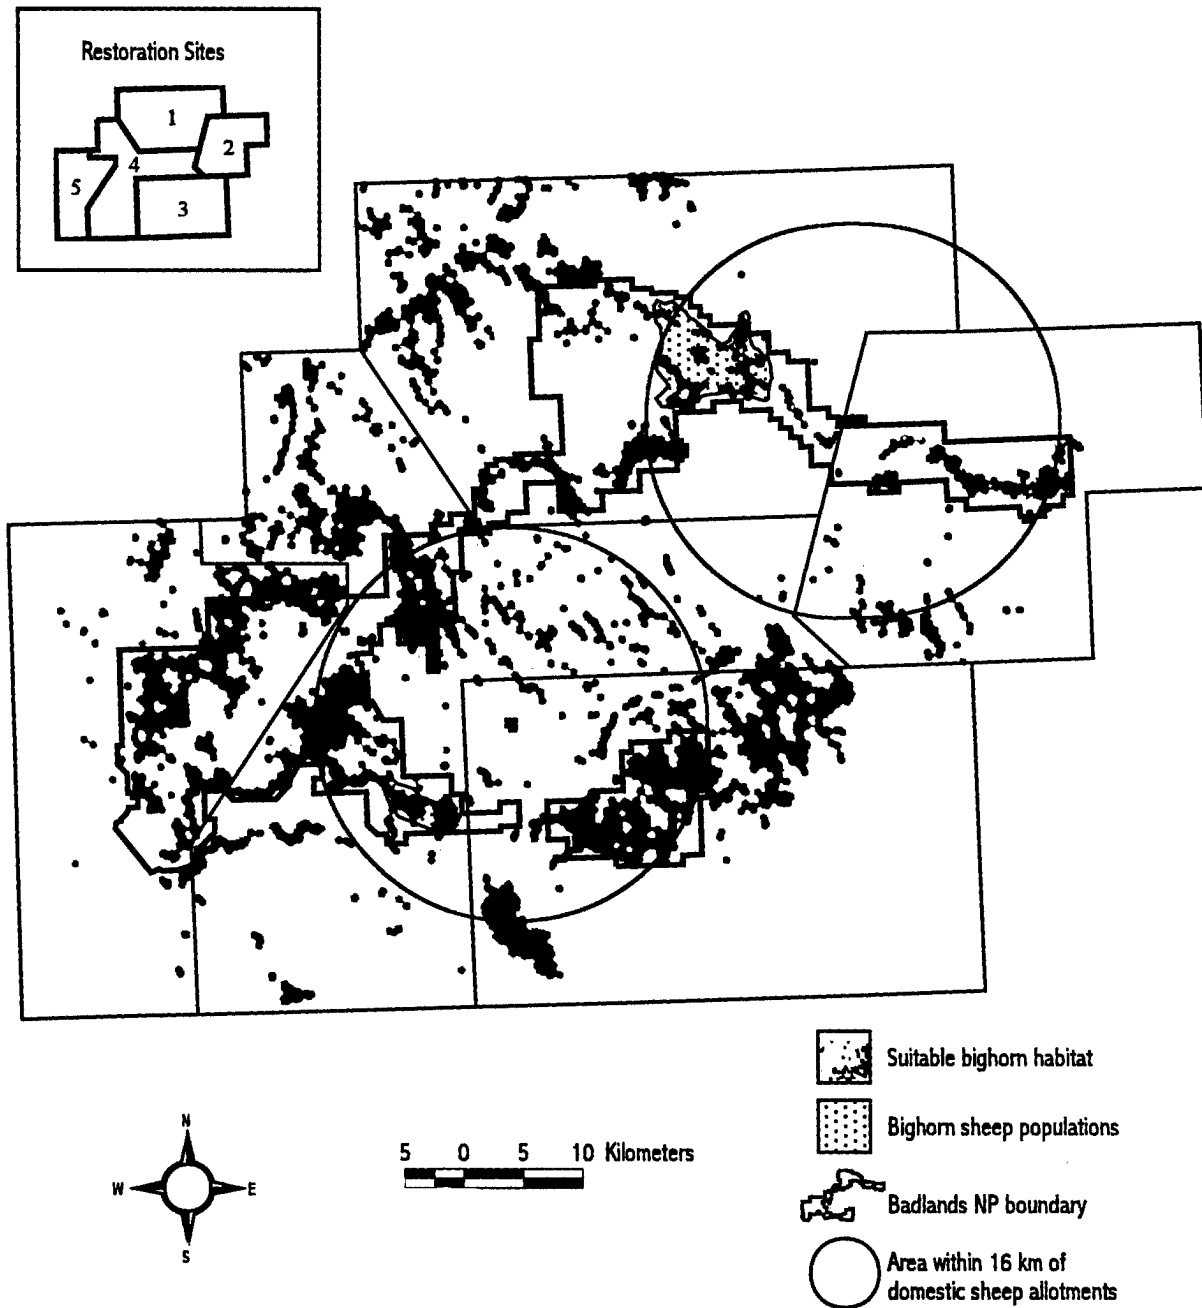 Restoration Sites
1
2
4
5
3
Suitable bighorn habitat
Bighorn sheep populations
Badlands NP boundary
Area within 16 km of
domestic sheep allotments
N
W
E
S
5 0 5 10 Kilometers